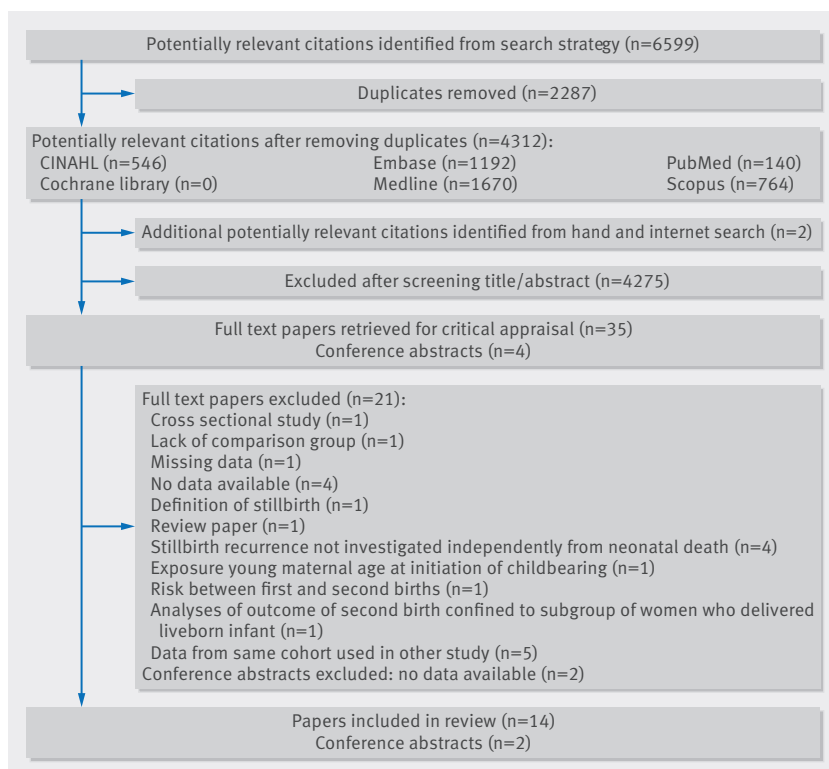 Potentially relevant citations identified from search strategy (n=6599)
Duplicates removed (n=2287)
Potentially relevant citations after removing duplicates (n=4312):
CINAHL (n=546) Embase (n=1192) PubMed (n=140)
Cochrane library (n=0) Medline (n=1670) Scopus (n=764)
Additional potentially relevant citations identified from hand and internet search (n=2)
Excluded after screening title/abstract (n=4275)
Full text papers retrieved for critical appraisal (n=35)
Conference abstracts (n=4)
Full text papers excluded (n=21):
Cross sectional study (n=1)
Lack of comparison group (n=1)
Missing data (n=1)
No data available (n=4)
Definition of stillbirth (n=1)
Review paper (n=1)
Stillbirth recurrence not investigated independently from neonatal death (n=4)
Exposure young maternal age at initiation of childbearing (n=1)
Risk between first and second births (n=1)
Analyses of outcome of second birth confined to subgroup of women who delivered
liveborn infant (n=1)
Data from same cohort used in other study (n=5)
Conference abstracts excluded: no data available (n=2)
Papers included in review (n=14)
Conference abstracts (n=2)